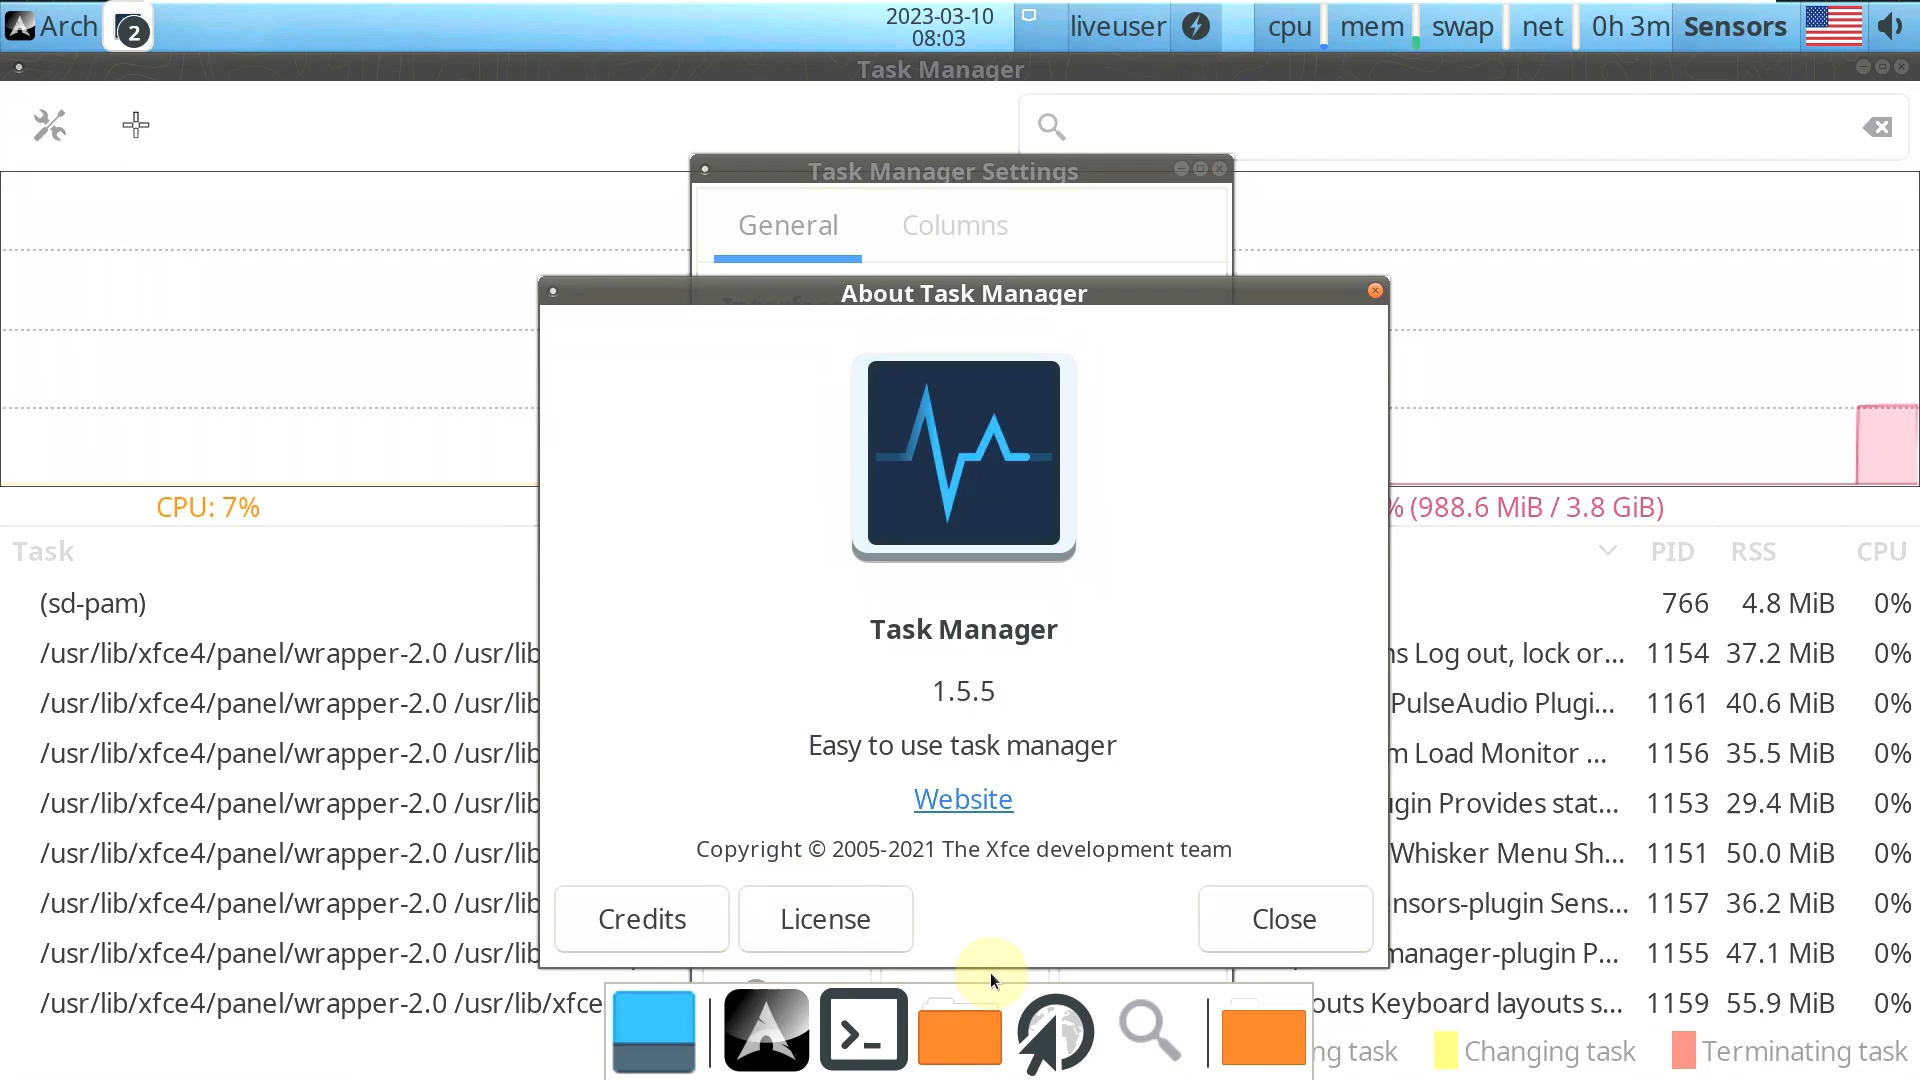 Arch
2
2023-03-10
08:03
liveuser
cpu
mem
swap
net
0h 3m
Sensors
Task Manager
Task Manager Settings
General
Columns
About Task Manager
Task Manager
1.5.5
Easy to use task manager
Website
Copyright © 2005-2021 The Xfce development team
Credits
License
Close
CPU: 7%
% (988.6 MiB / 3.8 GiB)
Task
PID
RSS
CPU
(sd-pam)
766
4.8 MiB
0%
/usr/lib/xfce4/panel/wrapper-2.0 /usr/lib
ns Log out, lock or...
1154
37.2 MiB
0%
/usr/lib/xfce4/panel/wrapper-2.0 /usr/lib
PulseAudio Plugi...
1161
40.6 MiB
0%
/usr/lib/xfce4/panel/wrapper-2.0 /usr/lib
m Load Monitor ...
1156
35.5 MiB
0%
/usr/lib/xfce4/panel/wrapper-2.0 /usr/lib
ugin Provides stat...
1153
29.4 MiB
0%
/usr/lib/xfce4/panel/wrapper-2.0 /usr/lib
Whisker Menu Sh...
1151
50.0 MiB
0%
/usr/lib/xfce4/panel/wrapper-2.0 /usr/lib
nsors-plugin Sens...
1157
36.2 MiB
0%
/usr/lib/xfce4/panel/wrapper-2.0 /usr/lib
manager-plugin P...
1155
47.1 MiB
0%
/usr/lib/xfce4/panel/wrapper-2.0 /usr/lib/xfce
outs Keyboard layouts s...
1159
55.9 MiB
0%
ng task
Changing task
Terminating task